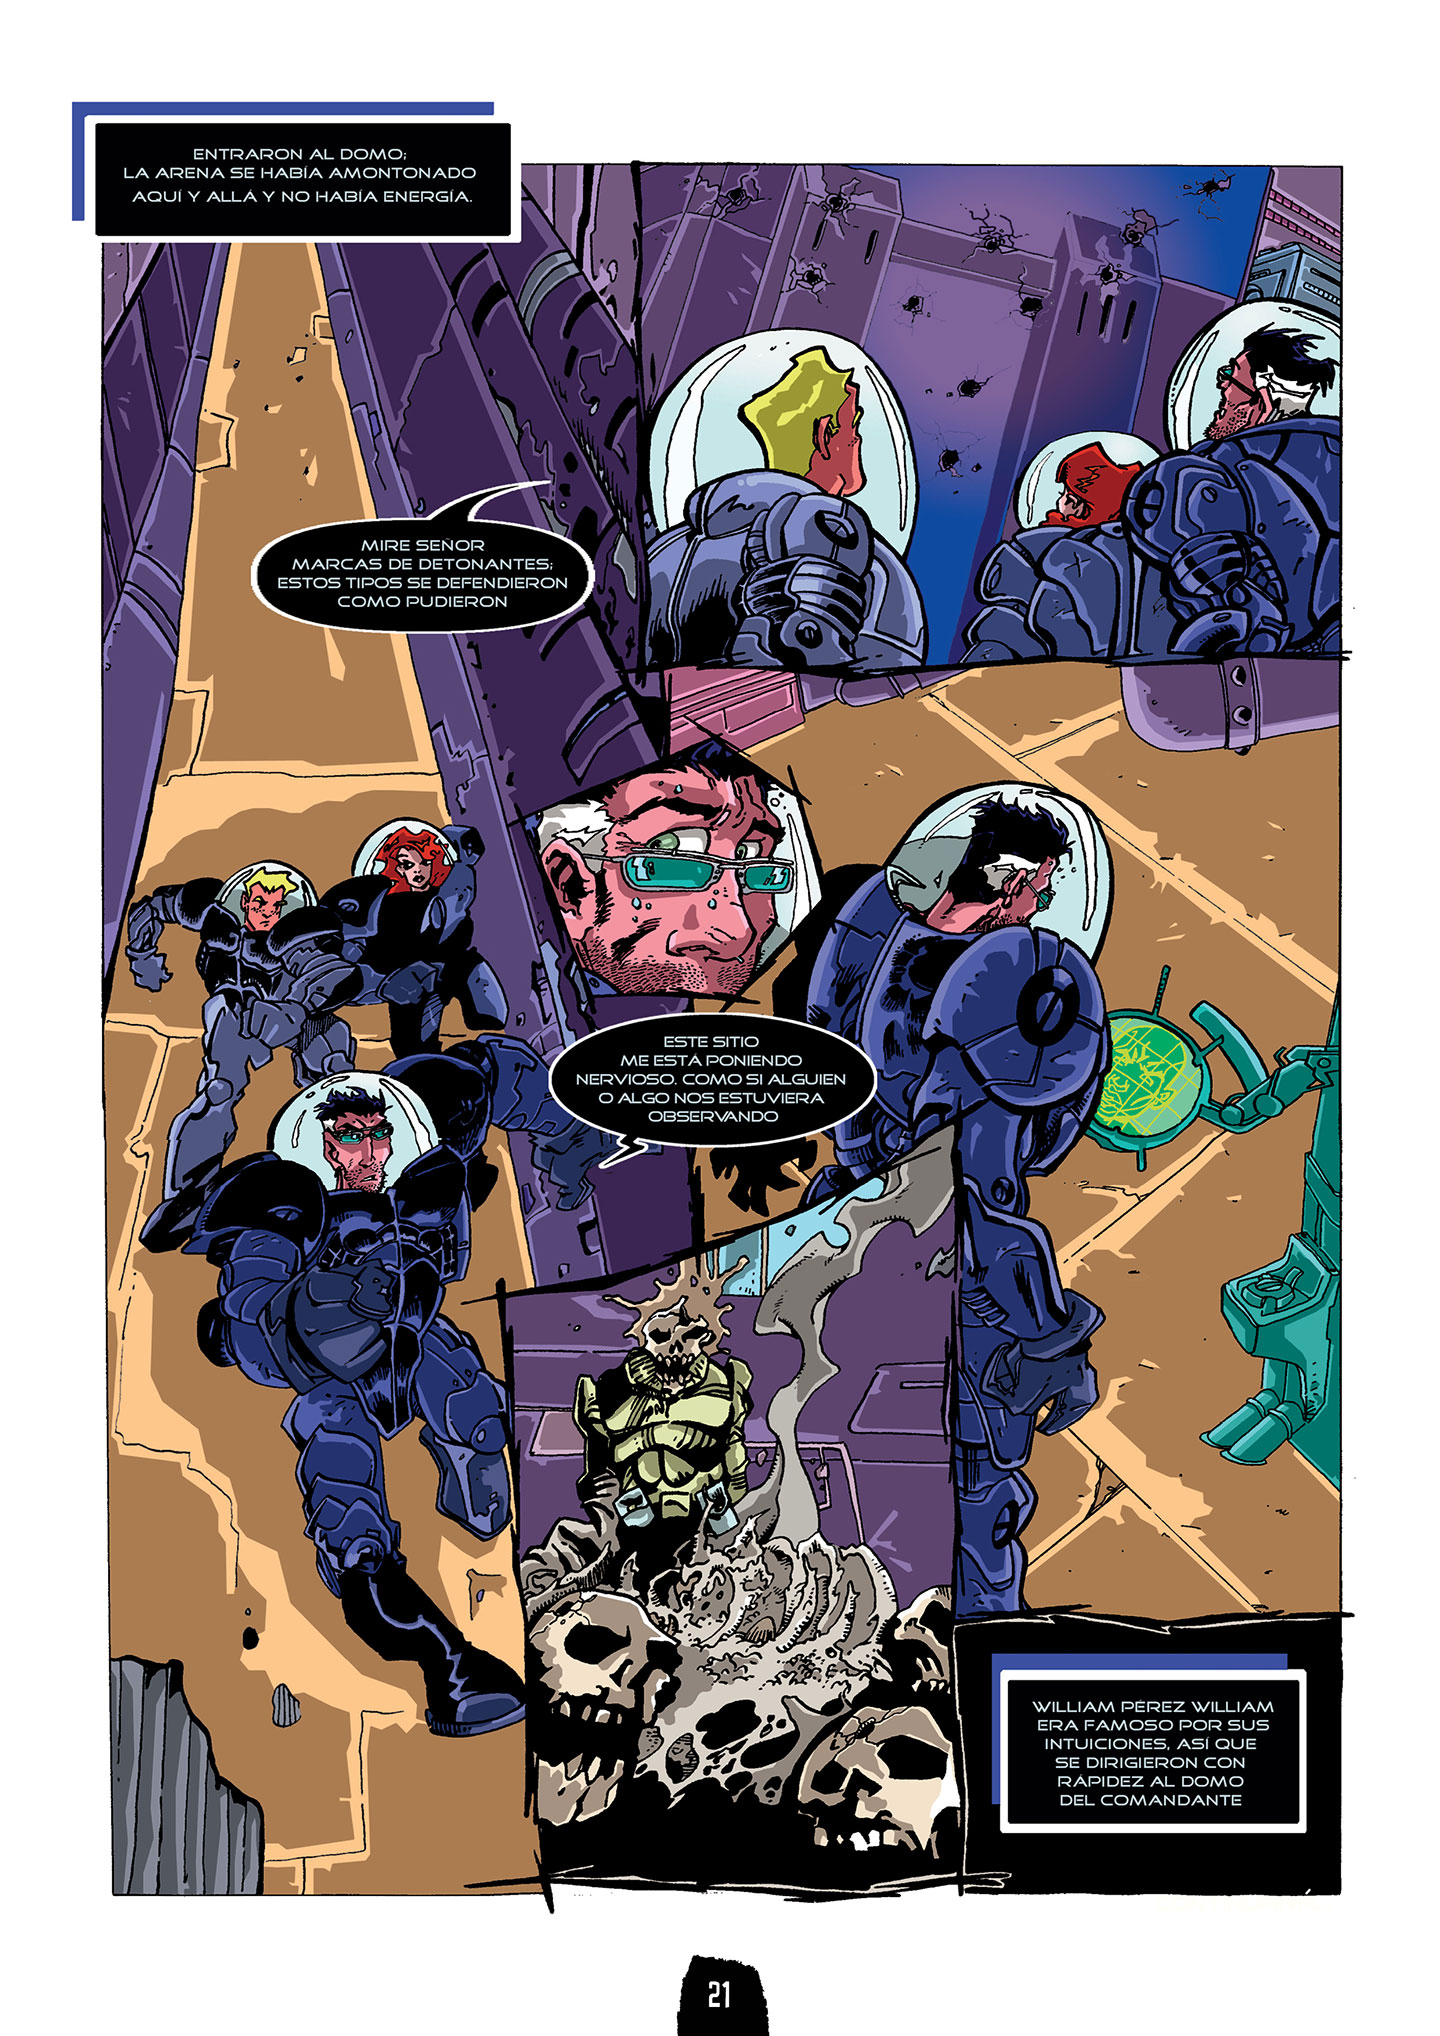 ENTRARON AL DOMO;
LA ARENA SE HABÍA AMONTONADO
AQUÍ Y ALLÁ Y NO HABÍA ENERGÍA.
MIRE SEÑOR
MARCAS DE DETONANTES;
ESTOS TIPOS SE DEFENDIERON
COMO PUDIERON
ESTE SITIO
ME ESTÁ PONIENDO
NERVIOSO. COMO SI ALGUIEN
O ALGO NOS ESTUVIERA
OBSERVANDO
WILLIAM PÉREZ WILLIAM
ERA FAMOSO POR SUS
INTUICIONES, ASÍ QUE
SE DIRIGIERON CON
RÁPIDEZ AL DOMO
DEL COMANDANTE
21